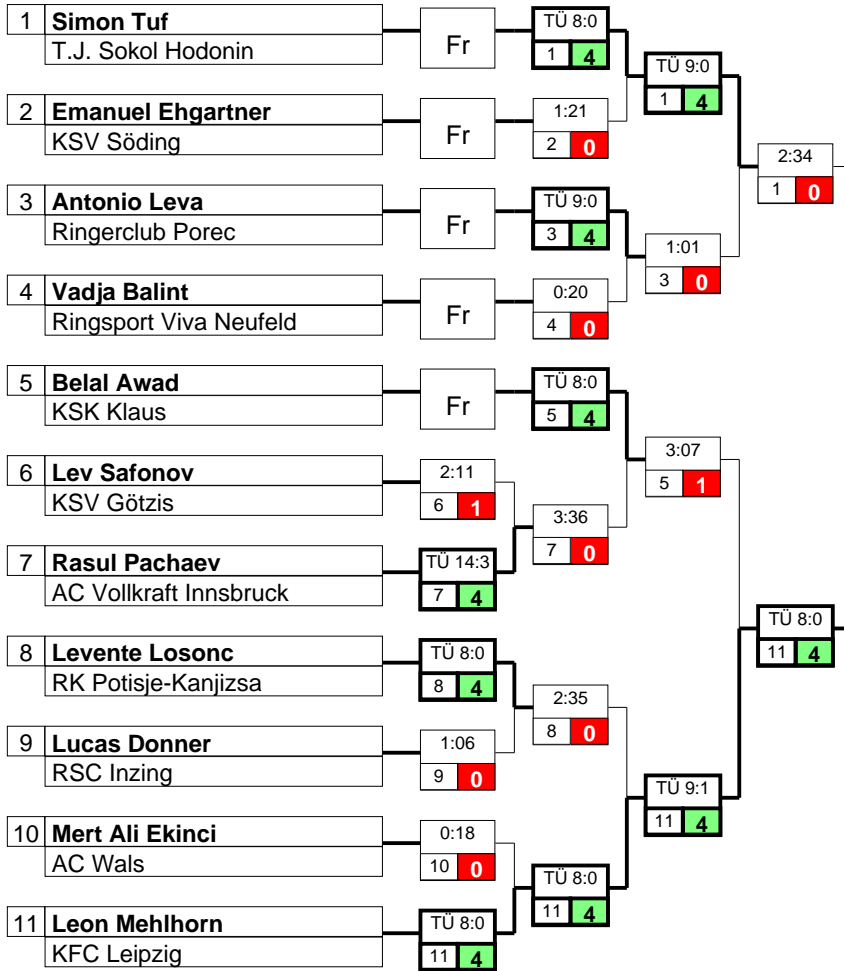 1 Simon Tuf
T.J. Sokol Hodonin
Fr
TÜ 8:0
1 4
TÜ 9:0
1 4
2 Emanuel Ehgartner
KSV Söding
Fr
1:21
2 0
2:34
1 0
3 Antonio Leva
Ringerclub Porec
Fr
TÜ 9:0
3 4
1:01
3 0
4 Vadja Balint
Ringsport Viva Neufeld
Fr
0:20
4 0
5 Belal Awad
KSK Klaus
Fr
TÜ 8:0
5 4
3:07
5 1
6 Lev Safonov
KSV Götzis
2:11
6 1
3:36
7 0
7 Rasul Pachaev
AC Vollkraft Innsbruck
TÜ 14:3
7 4
TÜ 8:0
11 4
8 Levente Losonc
RK Potisje-Kanjizsa
TÜ 8:0
8 4
2:35
8 0
9 Lucas Donner
RSC Inzing
1:06
9 0
TÜ 9:1
11 4
10 Mert Ali Ekinci
AC Wals
0:18
10 0
TÜ 8:0
11 4
11 Leon Mehlhorn
KFC Leipzig
TÜ 8:0
11 4